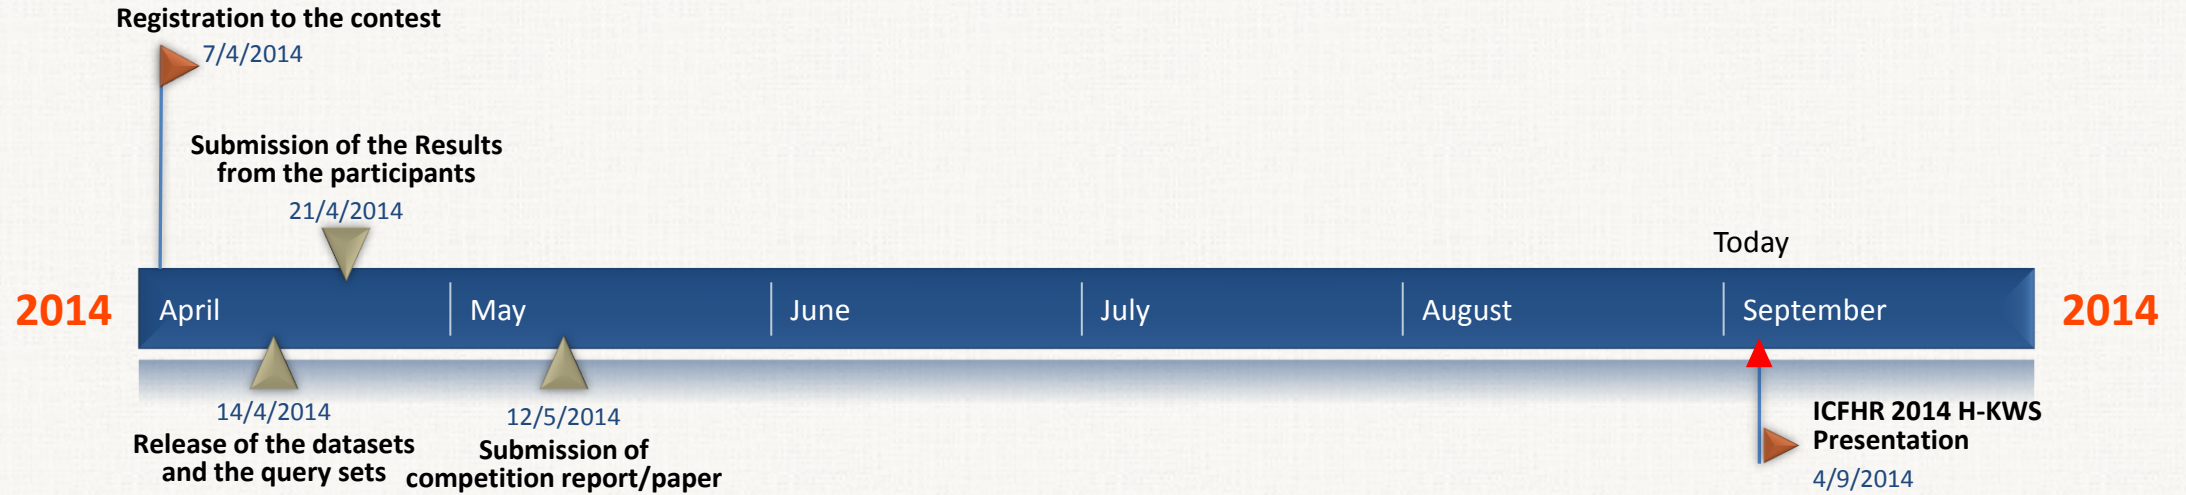 Registration to the contest
7/4/2014
Submission of the Results
from the participants
21/4/2014
Today
2014
April
May
June
July
August
September
2014
14/4/2014
Release of the datasets
and the query sets
12/5/2014
Submission of
competition report/paper
ICFHR 2014 H-KWS
Presentation
4/9/2014